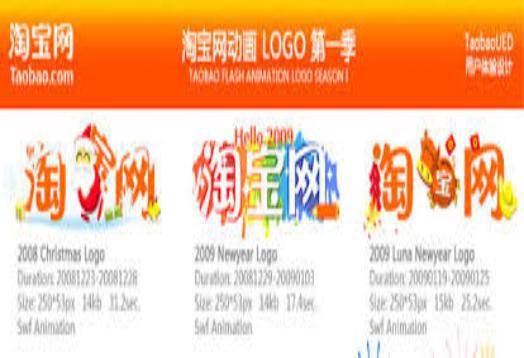 淘宝网
Taobao.com
淘宝网动画 LOGO 第一季
TAOBAO FLASH ANIMATION LOGO SEASON I
TaobaoUED
用户体验设计
淘 网
2008 Christmas Logo
Duration: 20081223-20081228
Size: 250*53px 14kb 31.2sec.
Swf Animation
Hello 2009
淘宝网
2009 Newyear Logo
Duration: 20081229-20090103
Size: 250*53px 14kb 17.4sec.
Swf Animation
淘宝网
2009 Luna Newyear Logo
Duration: 20090119-20090125
Size: 250*53px 15kb 25.2sec.
Swf Animation